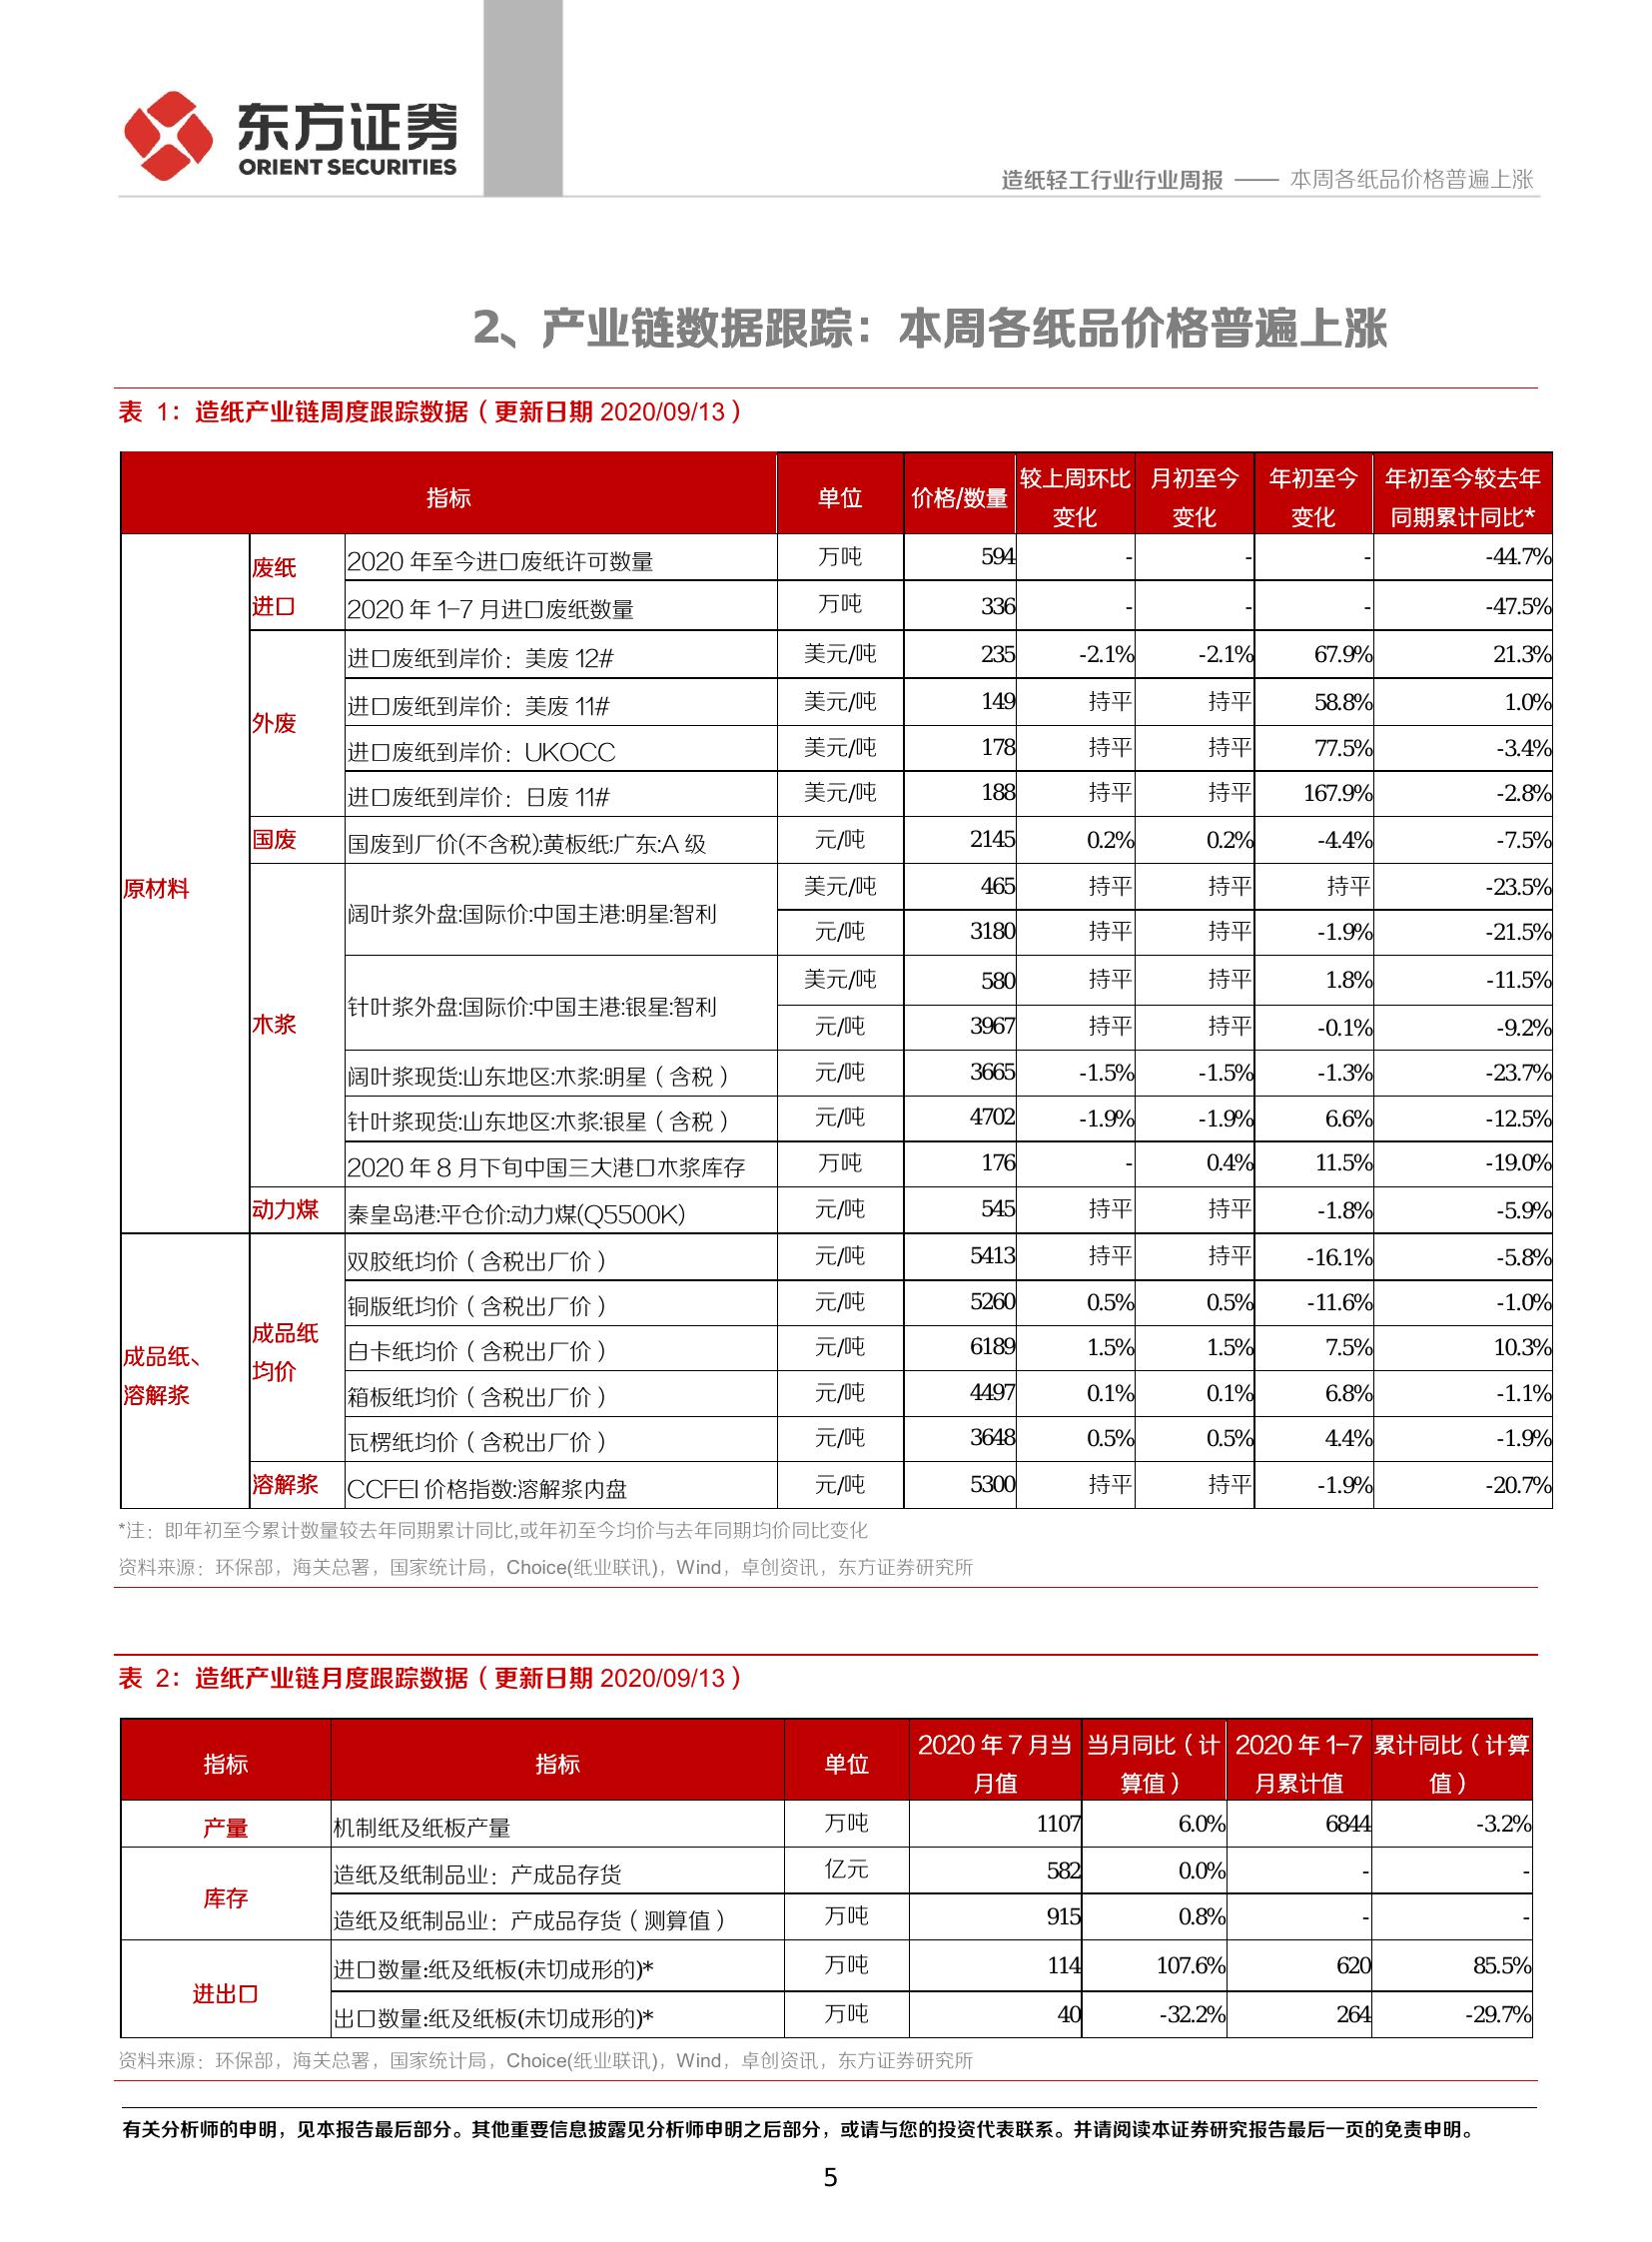 东方证券
ORIENT SECURITIES
造纸轻工行业行业周报 —— 本周各纸品价格普遍上涨
2、产业链数据跟踪：本周各纸品价格普遍上涨
表 1：造纸产业链周度跟踪数据（更新日期 2020/09/13）
指标 单位 价格/数量 较上周环比变化 月初至今变化 年初至今变化 年初至今较去年同期累计同比*
原材料 废纸进口 2020 年至今进口废纸许可数量 万吨 594 - - - -44.7%
2020 年 1-7 月进口废纸数量 万吨 336 - - - -47.5%
外废 进口废纸到岸价：美废 12# 美元/吨 235 -2.1% -2.1% 67.9% 21.3%
进口废纸到岸价：美废 11# 美元/吨 149 持平 持平 58.8% 1.0%
进口废纸到岸价：UKOCC 美元/吨 178 持平 持平 77.5% -3.4%
进口废纸到岸价：日废 11# 美元/吨 188 持平 持平 167.9% -2.8%
国废 国废到厂价(不含税):黄板纸:广东:A 级 元/吨 2145 0.2% 0.2% -4.4% -7.5%
木浆 阔叶浆外盘:国际价:中国主港:明星:智利 美元/吨 465 持平 持平 持平 -23.5%
元/吨 3180 持平 持平 -1.9% -21.5%
针叶浆外盘:国际价:中国主港:银星:智利 美元/吨 580 持平 持平 1.8% -11.5%
元/吨 3967 持平 持平 -0.1% -9.2%
阔叶浆现货:山东地区:木浆:明星（含税） 元/吨 3665 -1.5% -1.5% -1.3% -23.7%
针叶浆现货:山东地区:木浆:银星（含税） 元/吨 4702 -1.9% -1.9% 6.6% -12.5%
2020 年 8 月下旬中国三大港口木浆库存 万吨 176 - 0.4% 11.5% -19.0%
动力煤 秦皇岛港:平仓价:动力煤(Q5500K) 元/吨 545 持平 持平 -1.8% -5.9%
成品纸、溶解浆 成品纸均价 双胶纸均价（含税出厂价） 元/吨 5413 持平 持平 -16.1% -5.8%
铜版纸均价（含税出厂价） 元/吨 5260 0.5% 0.5% -11.6% -1.0%
白卡纸均价（含税出厂价） 元/吨 6189 1.5% 1.5% 7.5% 10.3%
箱板纸均价（含税出厂价） 元/吨 4497 0.1% 0.1% 6.8% -1.1%
瓦楞纸均价（含税出厂价） 元/吨 3648 0.5% 0.5% 4.4% -1.9%
溶解浆 CCFEI 价格指数:溶解浆内盘 元/吨 5300 持平 持平 -1.9% -20.7%
*注：即年初至今累计数量较去年同期累计同比,或年初至今均价与去年同期均价同比变化
资料来源：环保部，海关总署，国家统计局，Choice(纸业联讯)，Wind，卓创资讯，东方证券研究所
表 2：造纸产业链月度跟踪数据（更新日期 2020/09/13）
指标 指标 单位 2020 年 7 月当月值 当月同比（计算值） 2020 年 1-7 月累计值 累计同比（计算值）
产量 机制纸及纸板产量 万吨 1107 6.0% 6844 -3.2%
库存 造纸及纸制品业：产成品存货 亿元 582 0.0% - -
造纸及纸制品业：产成品存货（测算值） 万吨 915 0.8% - -
进出口 进口数量:纸及纸板(未切成形的)* 万吨 114 107.6% 620 85.5%
出口数量:纸及纸板(未切成形的)* 万吨 40 -32.2% 264 -29.7%
资料来源：环保部，海关总署，国家统计局，Choice(纸业联讯)，Wind，卓创资讯，东方证券研究所
有关分析师的申明，见本报告最后部分。其他重要信息披露见分析师申明之后部分，或请与您的投资代表联系。并请阅读本证券研究报告最后一页的免责申明。
5